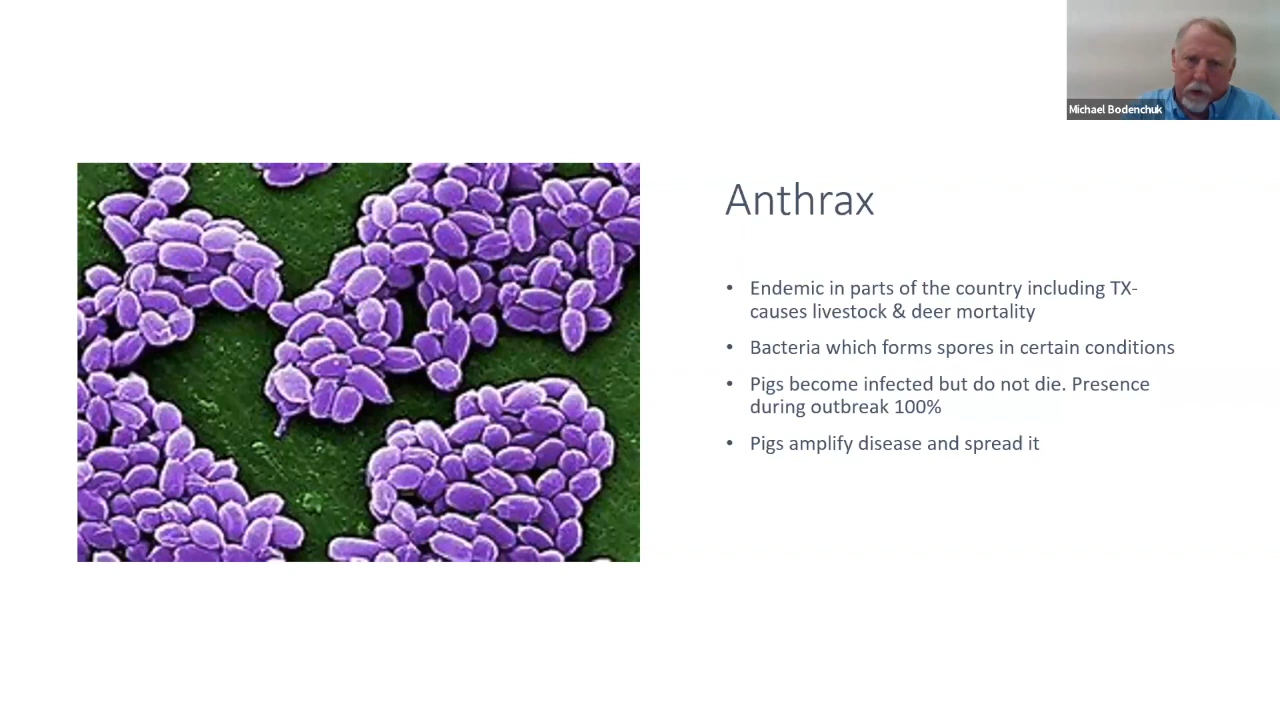 Michael Bodenchuk
Anthrax
• Endemic in parts of the country including TX-
causes livestock & deer mortality
• Bacteria which forms spores in certain conditions
• Pigs become infected but do not die. Presence
during outbreak 100%
• Pigs amplify disease and spread it